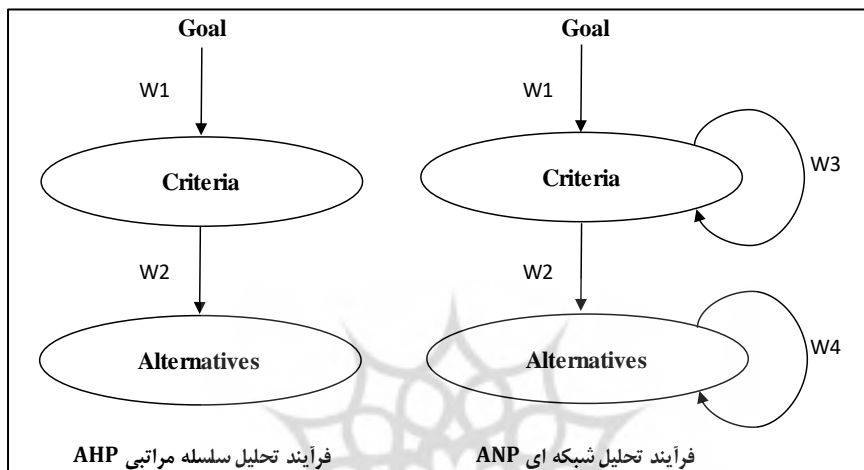 Goal
W1
Criteria
W2
Alternatives
فرآیند تحلیل سلسله مراتبی AHP
Goal
W1
Criteria
W3
W2
Alternatives
W4
فرآیند تحلیل شبکه ای ANP